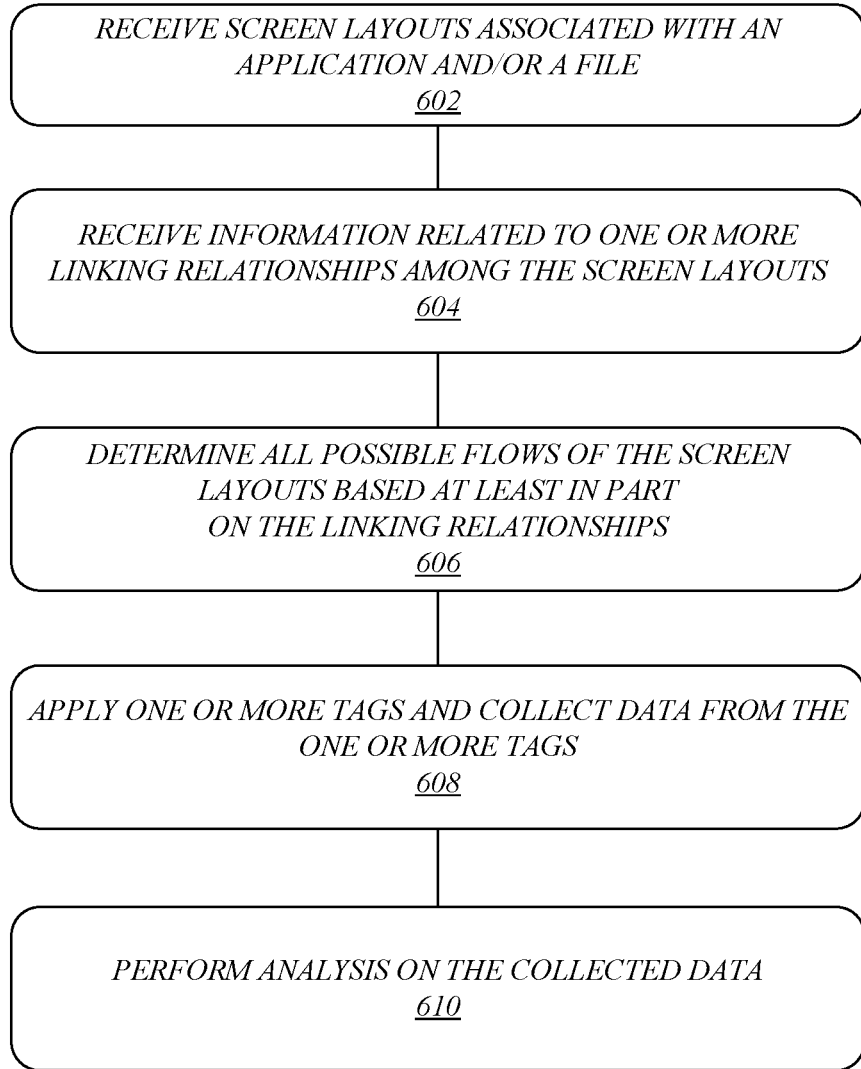 RECEIVE SCREEN LAYOUTS ASSOCIATED WITH AN
APPLICATION AND/OR A FILE
602
RECEIVE INFORMATION RELATED TO ONE OR MORE
LINKING RELATIONSHIPS AMONG THE SCREEN LAYOUTS
604
DETERMINE ALL POSSIBLE FLOWS OF THE SCREEN
LAYOUTS BASED AT LEAST IN PART
ON THE LINKING RELATIONSHIPS
606
APPLY ONE OR MORE TAGS AND COLLECT DATA FROM THE
ONE OR MORE TAGS
608
PERFORM ANALYSIS ON THE COLLECTED DATA
610